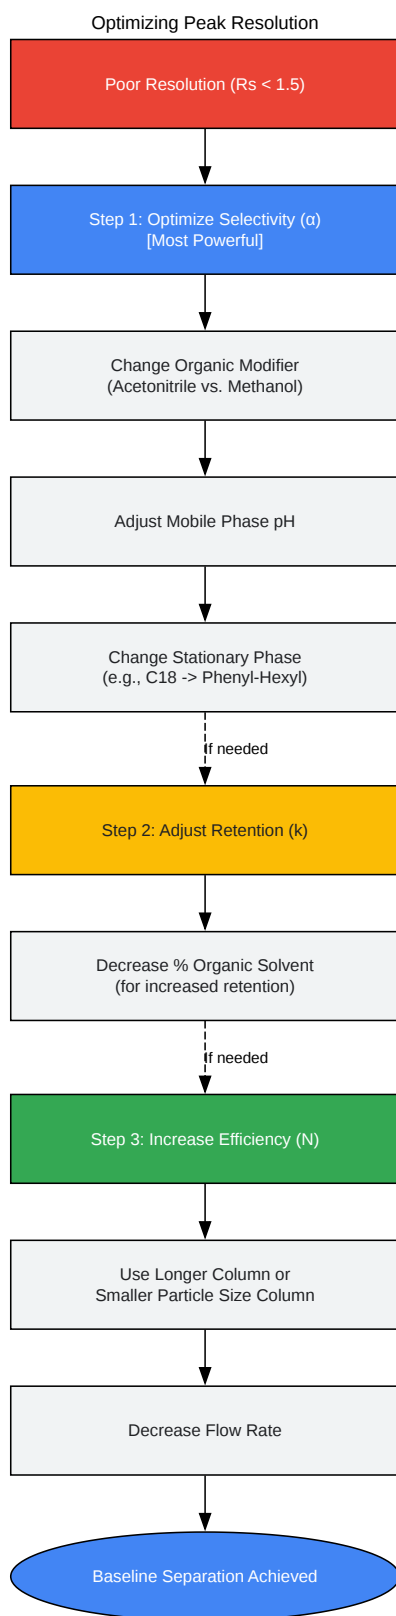 Optimizing Peak Resolution
Poor Resolution (Rs < 1.5)
Step 1: Optimize Selectivity (α)
[Most Powerful]
Change Organic Modifier
(Acetonitrile vs. Methanol)
Adjust Mobile Phase pH
Change Stationary Phase
(e.g., C18 -> Phenyl-Hexyl)
If needed
Step 2: Adjust Retention (k)
Decrease % Organic Solvent
(for increased retention)
If needed
Step 3: Increase Efficiency (N)
Use Longer Column or
Smaller Particle Size Column
Decrease Flow Rate
Baseline Separation Achieved